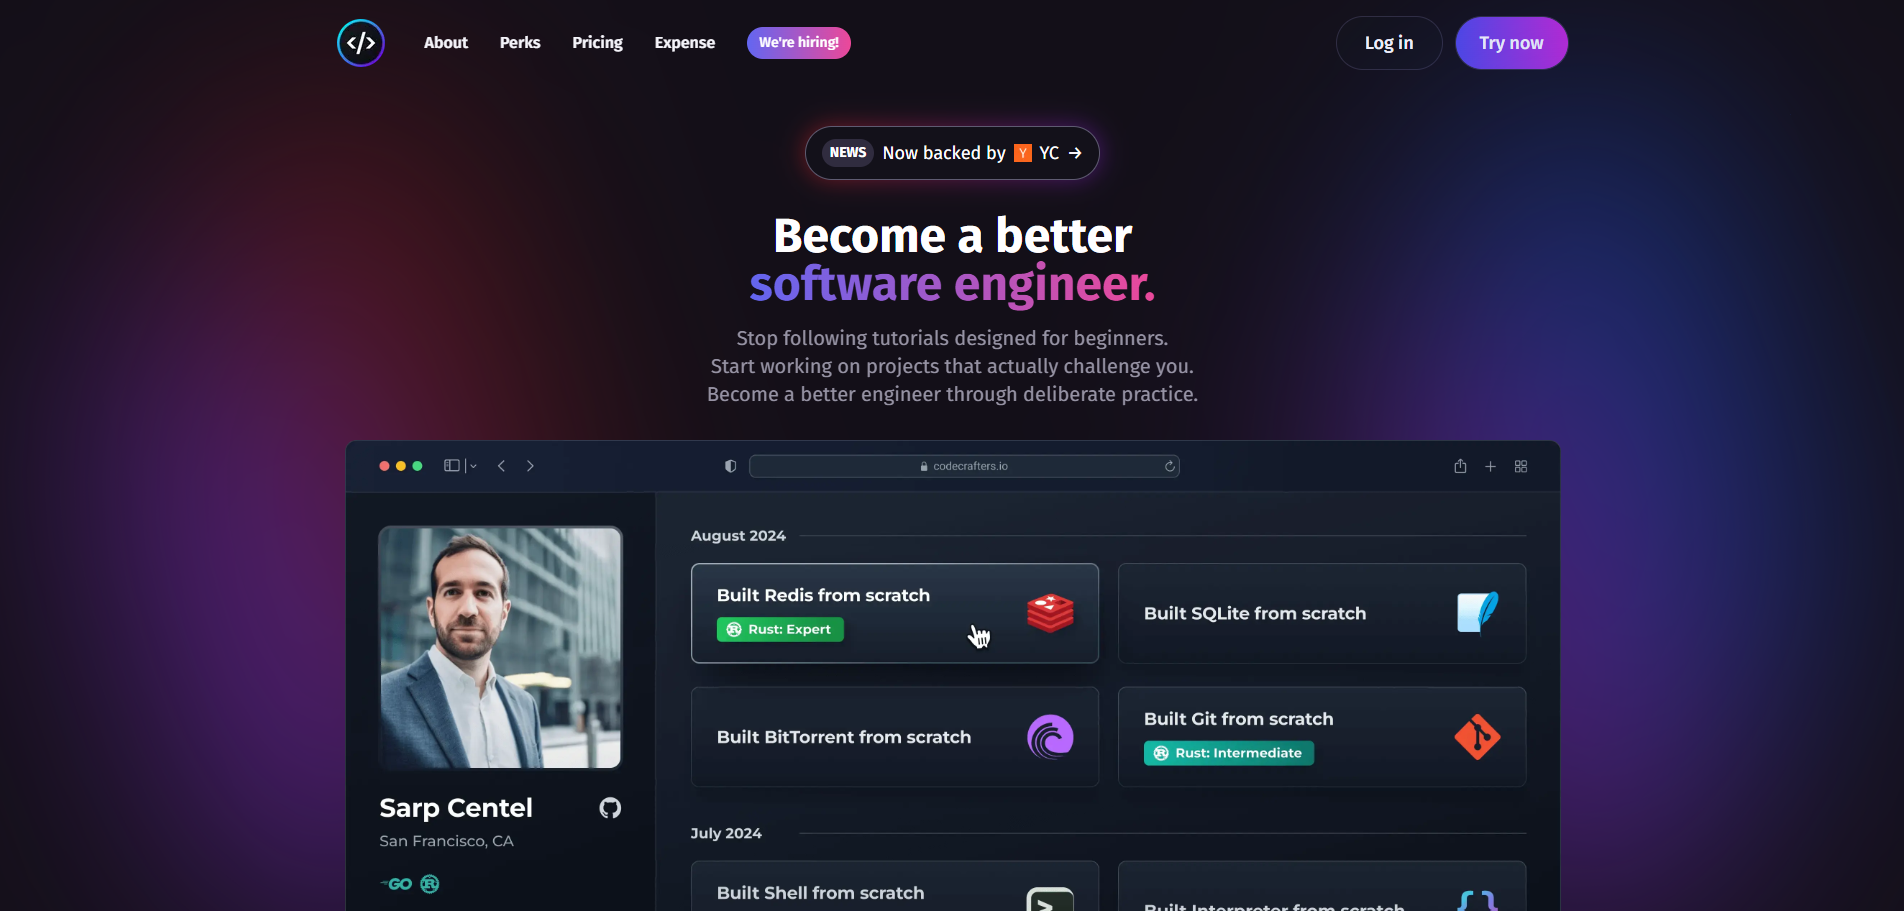 </>
About
Perks
Pricing
Expense
We're hiring!
Log in
Try now
NEWS Now backed by Y YC →
Become a better
software engineer.
Stop following tutorials designed for beginners.
Start working on projects that actually challenge you.
Become a better engineer through deliberate practice.
codecrafters.io
Sarp Centel
San Francisco, CA
GO
R
August 2024
Built Redis from scratch
Rust: Expert
Built SQLite from scratch
Built BitTorrent from scratch
Built Git from scratch
Rust: Intermediate
July 2024
Built Shell from scratch
Built Interpreter from scratch